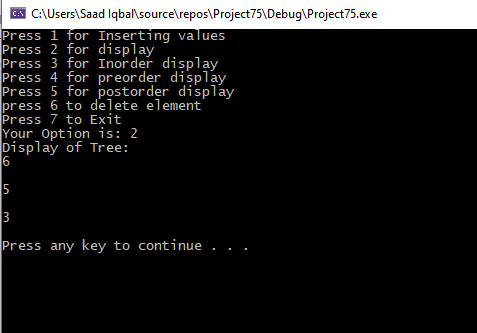 C:\Users\Saad Iqbal\source\repos\Project75\Debug\Project75.exe
Press 1 for Inserting values
Press 2 for display
Press 3 for Inorder display
Press 4 for preorder display
Press 5 for postorder display
press 6 to delete element
Press 7 to Exit
Your Option is: 2
Display of Tree:
6
5
3
Press any key to continue . . .